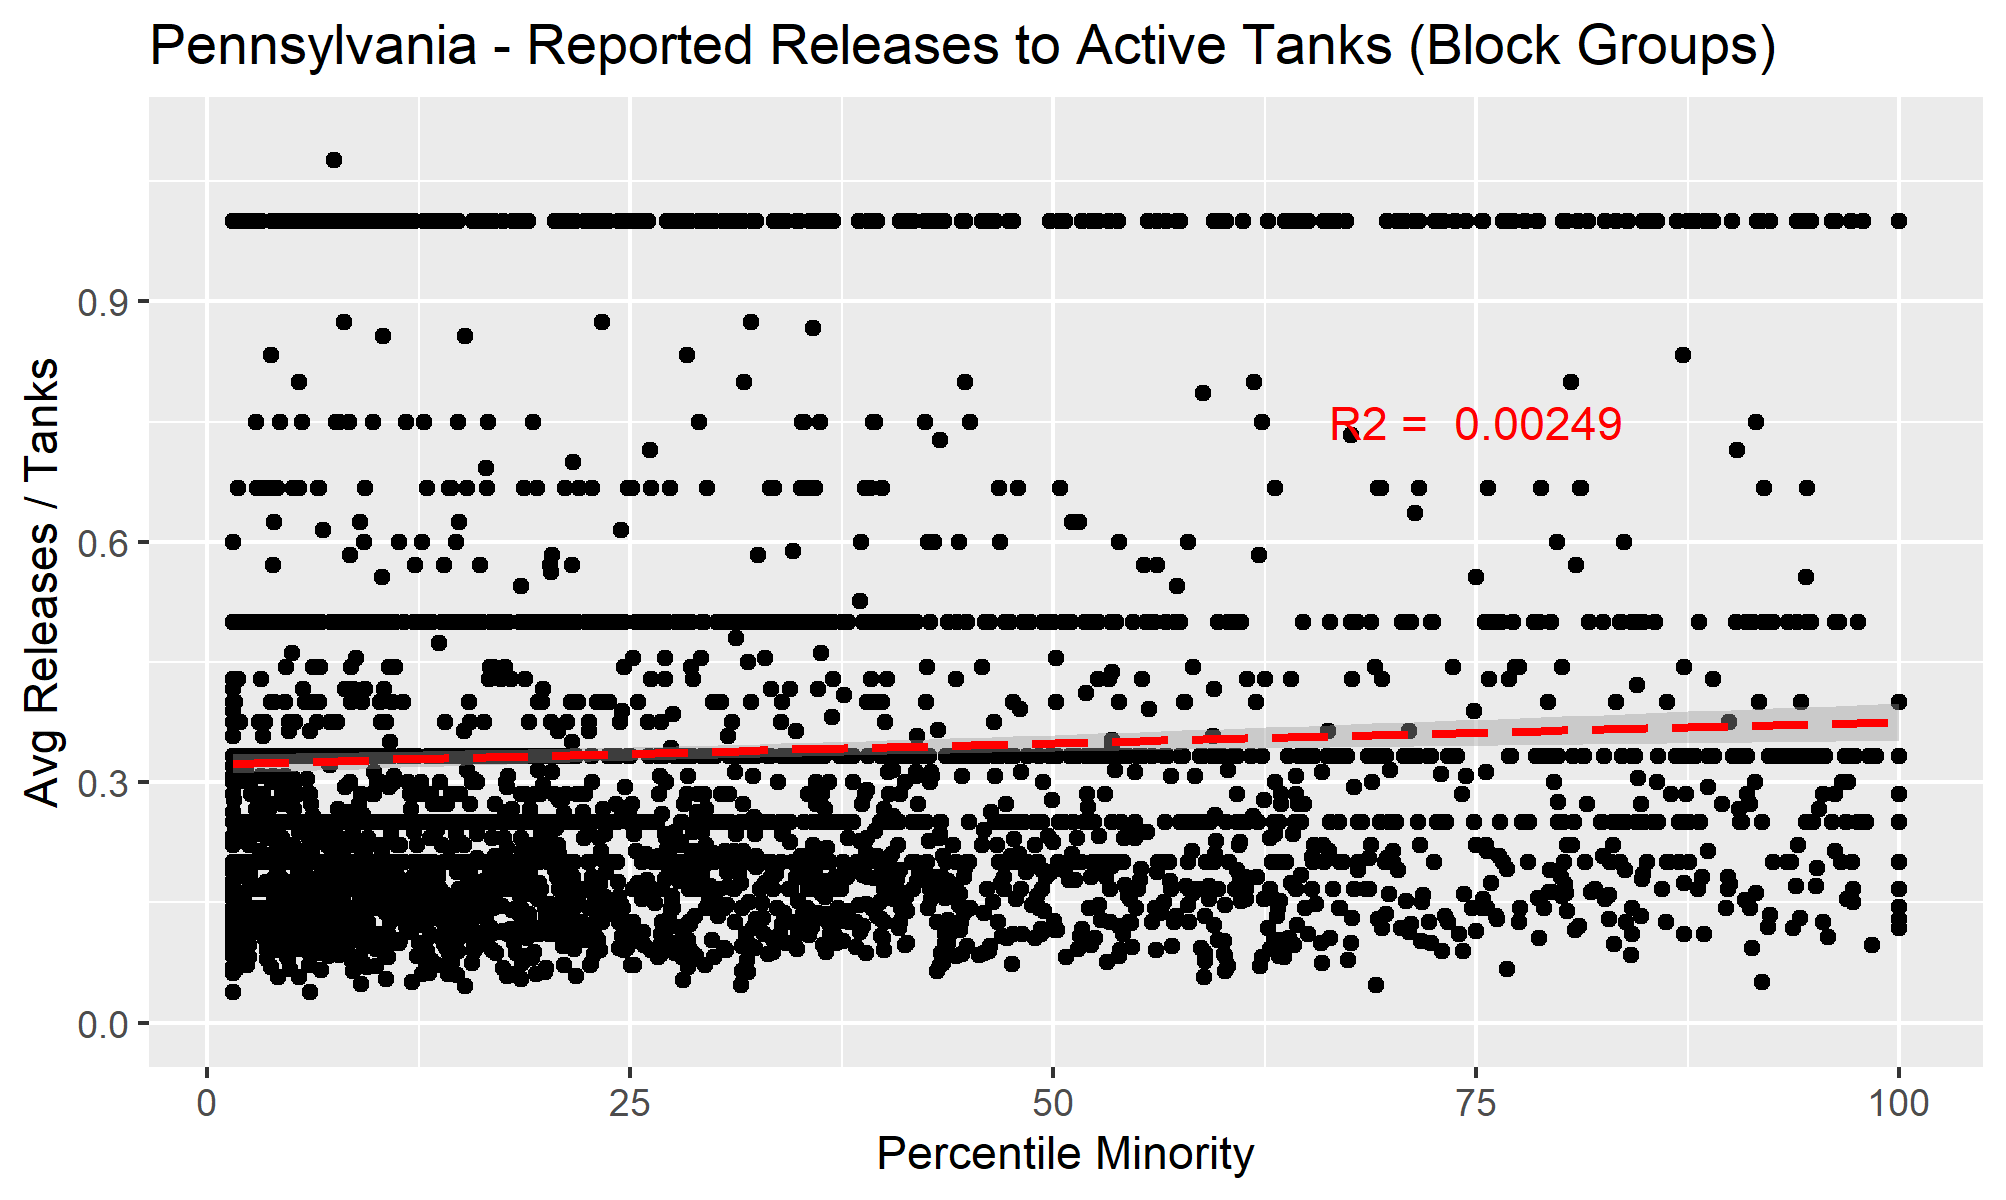 Pennsylvania - Reported Releases to Active Tanks (Block Groups)
Avg Releases / Tanks
0.9
0.6
0.3
0.0
R2 =  0.00249
0
25
50
75
100
Percentile Minority